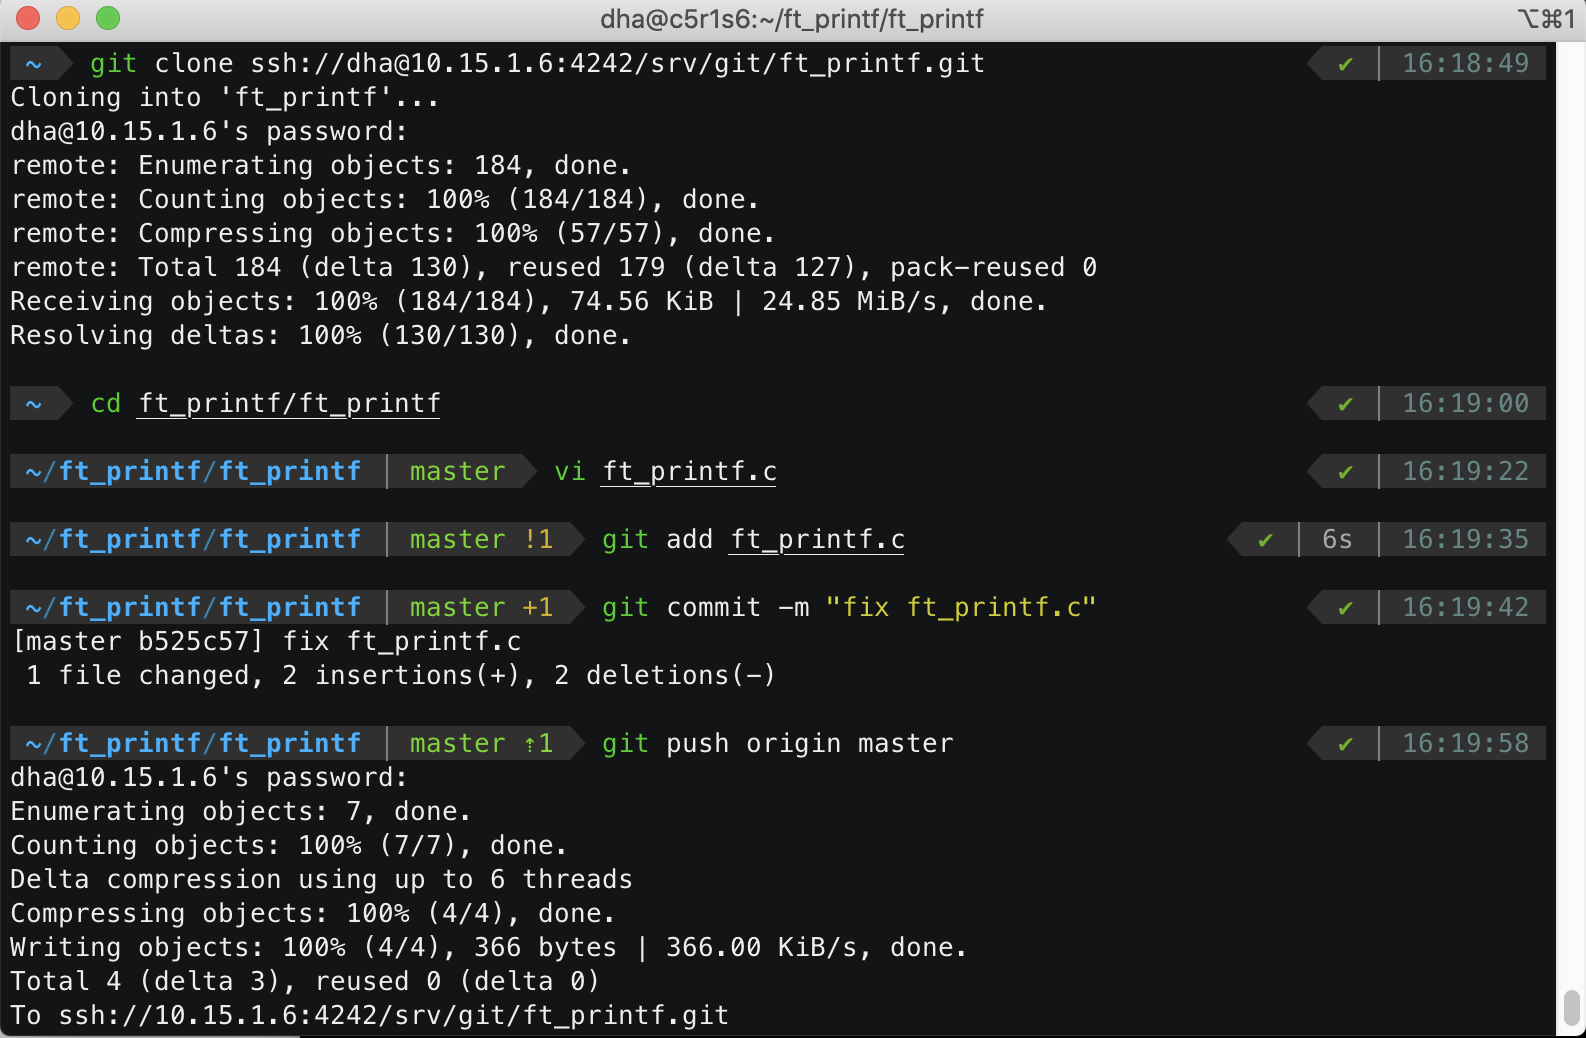 dha@c5r1s6:~/ft_printf/ft_printf ⌥⌘1
~ git clone ssh://dha@10.15.1.6:4242/srv/git/ft_printf.git ✔ 16:18:49
Cloning into 'ft_printf'...
dha@10.15.1.6's password:
remote: Enumerating objects: 184, done.
remote: Counting objects: 100% (184/184), done.
remote: Compressing objects: 100% (57/57), done.
remote: Total 184 (delta 130), reused 179 (delta 127), pack-reused 0
Receiving objects: 100% (184/184), 74.56 KiB | 24.85 MiB/s, done.
Resolving deltas: 100% (130/130), done.
~ cd ft_printf/ft_printf ✔ 16:19:00
~/ft_printf/ft_printf | master vi ft_printf.c ✔ 16:19:22
~/ft_printf/ft_printf | master !1 git add ft_printf.c ✔ | 6s | 16:19:35
~/ft_printf/ft_printf | master +1 git commit -m "fix ft_printf.c" ✔ 16:19:42
[master b525c57] fix ft_printf.c
 1 file changed, 2 insertions(+), 2 deletions(-)
~/ft_printf/ft_printf | master ⇡1 git push origin master ✔ 16:19:58
dha@10.15.1.6's password:
Enumerating objects: 7, done.
Counting objects: 100% (7/7), done.
Delta compression using up to 6 threads
Compressing objects: 100% (4/4), done.
Writing objects: 100% (4/4), 366 bytes | 366.00 KiB/s, done.
Total 4 (delta 3), reused 0 (delta 0)
To ssh://10.15.1.6:4242/srv/git/ft_printf.git